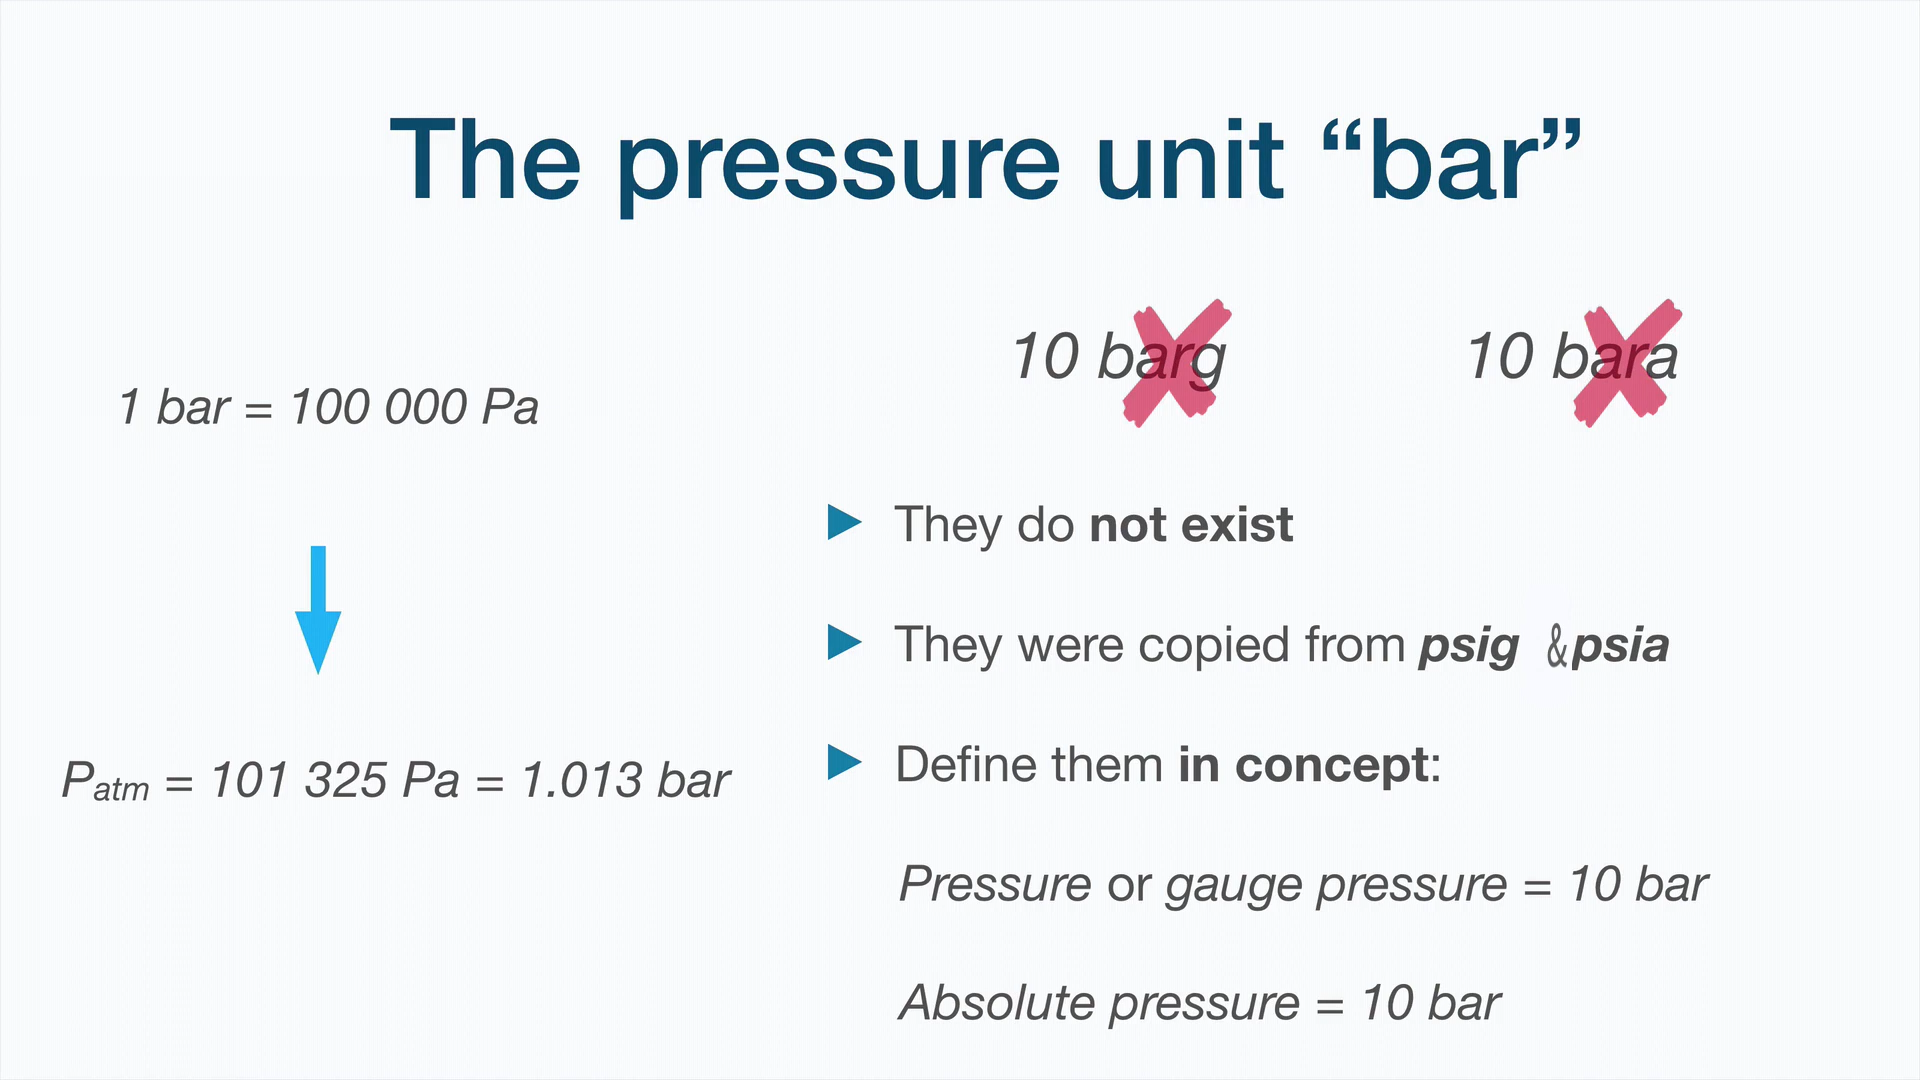 The pressure unit “bar”
1 bar = 100 000 Pa
Patm = 101 325 Pa = 1.013 bar
10 barg
10 bara
They do not exist
They were copied from psig &psia
Define them in concept:
Pressure or gauge pressure = 10 bar
Absolute pressure = 10 bar